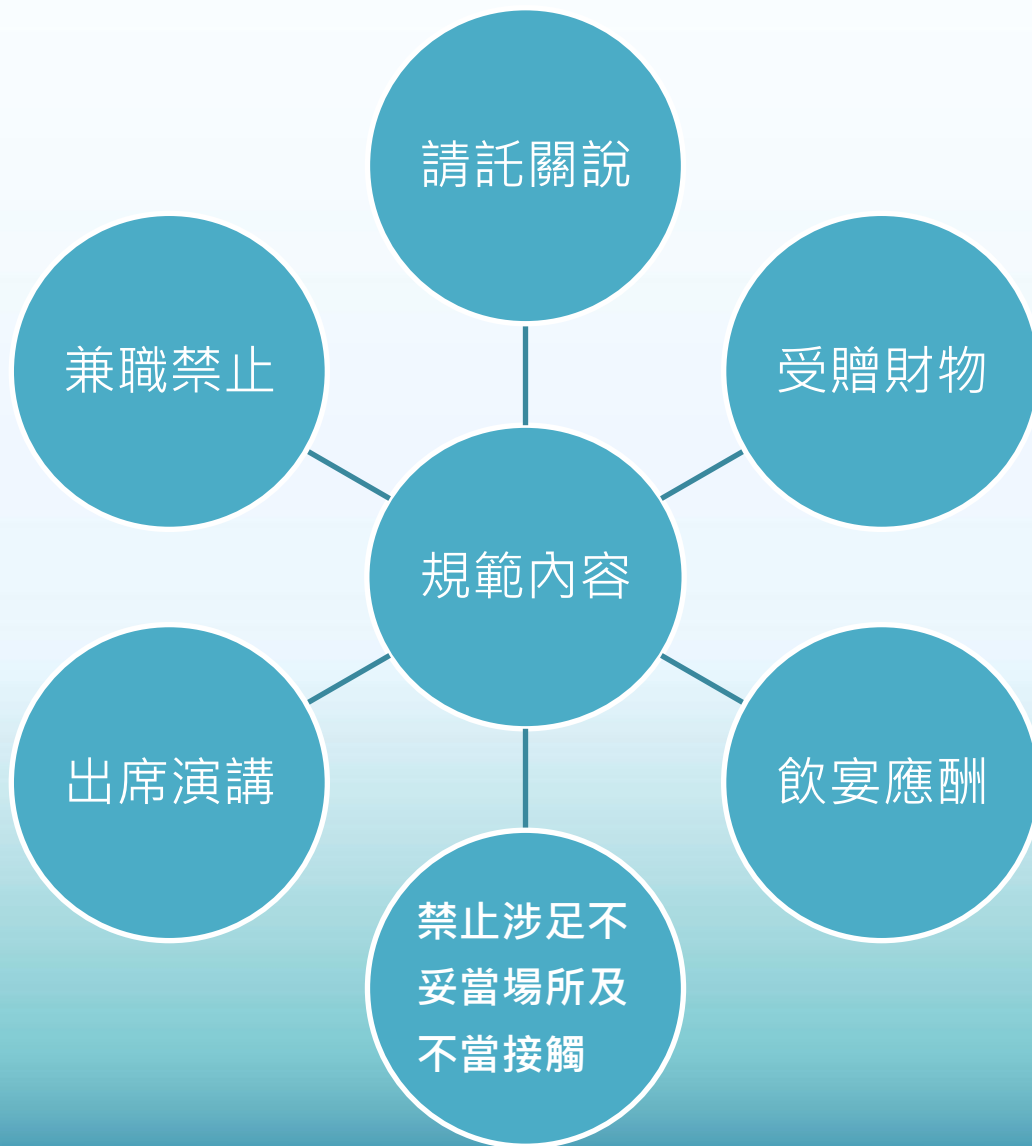 請託關說
兼職禁止
受贈財物
規範內容
出席演講
飲宴應酬
禁止涉足不
妥當場所及
不當接觸